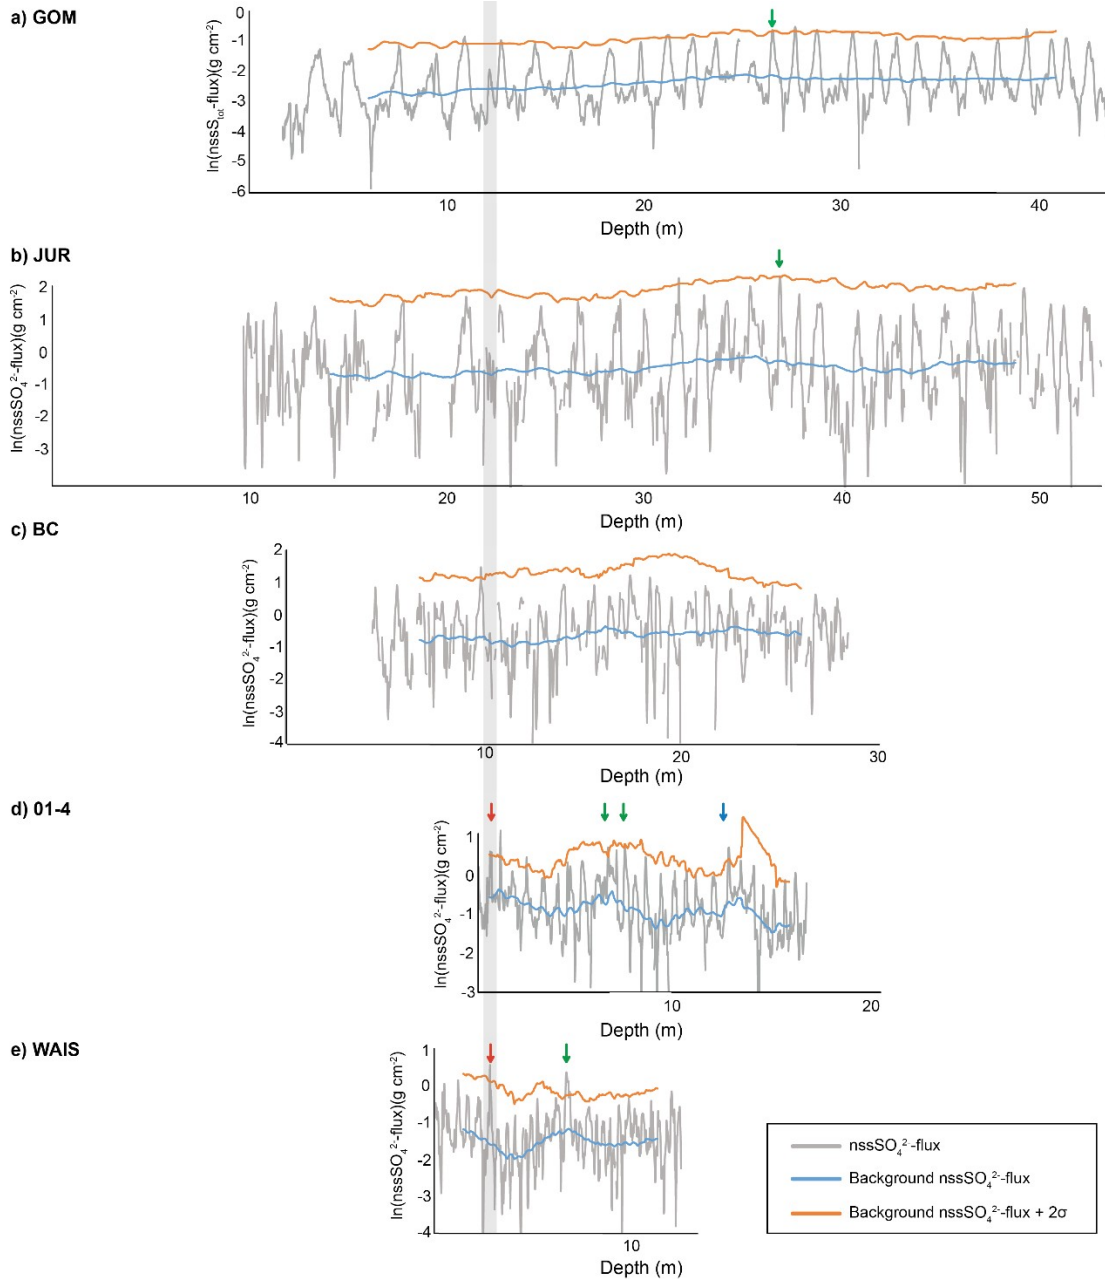 a) GOM
ln(nssS_tot-flux)(g cm⁻²)
0
-1
-2
-3
-4
-5
-6
10 20 30 40
Depth (m)
b) JUR
ln(nssSO₄²⁻-flux)(g cm⁻²)
2
1
0
-1
-2
-3
10 20 30 40 50
Depth (m)
c) BC
ln(nssSO₄²⁻-flux)(g cm⁻²)
2
1
0
-1
-2
-3
-4
10 20 30
Depth (m)
d) 01-4
ln(nssSO₄²⁻-flux)(g cm⁻²)
1
0
-1
-2
-3
10 20
Depth (m)
e) WAIS
ln(nssSO₄²⁻-flux)(g cm⁻²)
1
0
-1
-2
-3
-4
10
Depth (m)
nssSO₄²⁻-flux
Background nssSO₄²⁻-flux
Background nssSO₄²⁻-flux + 2σ